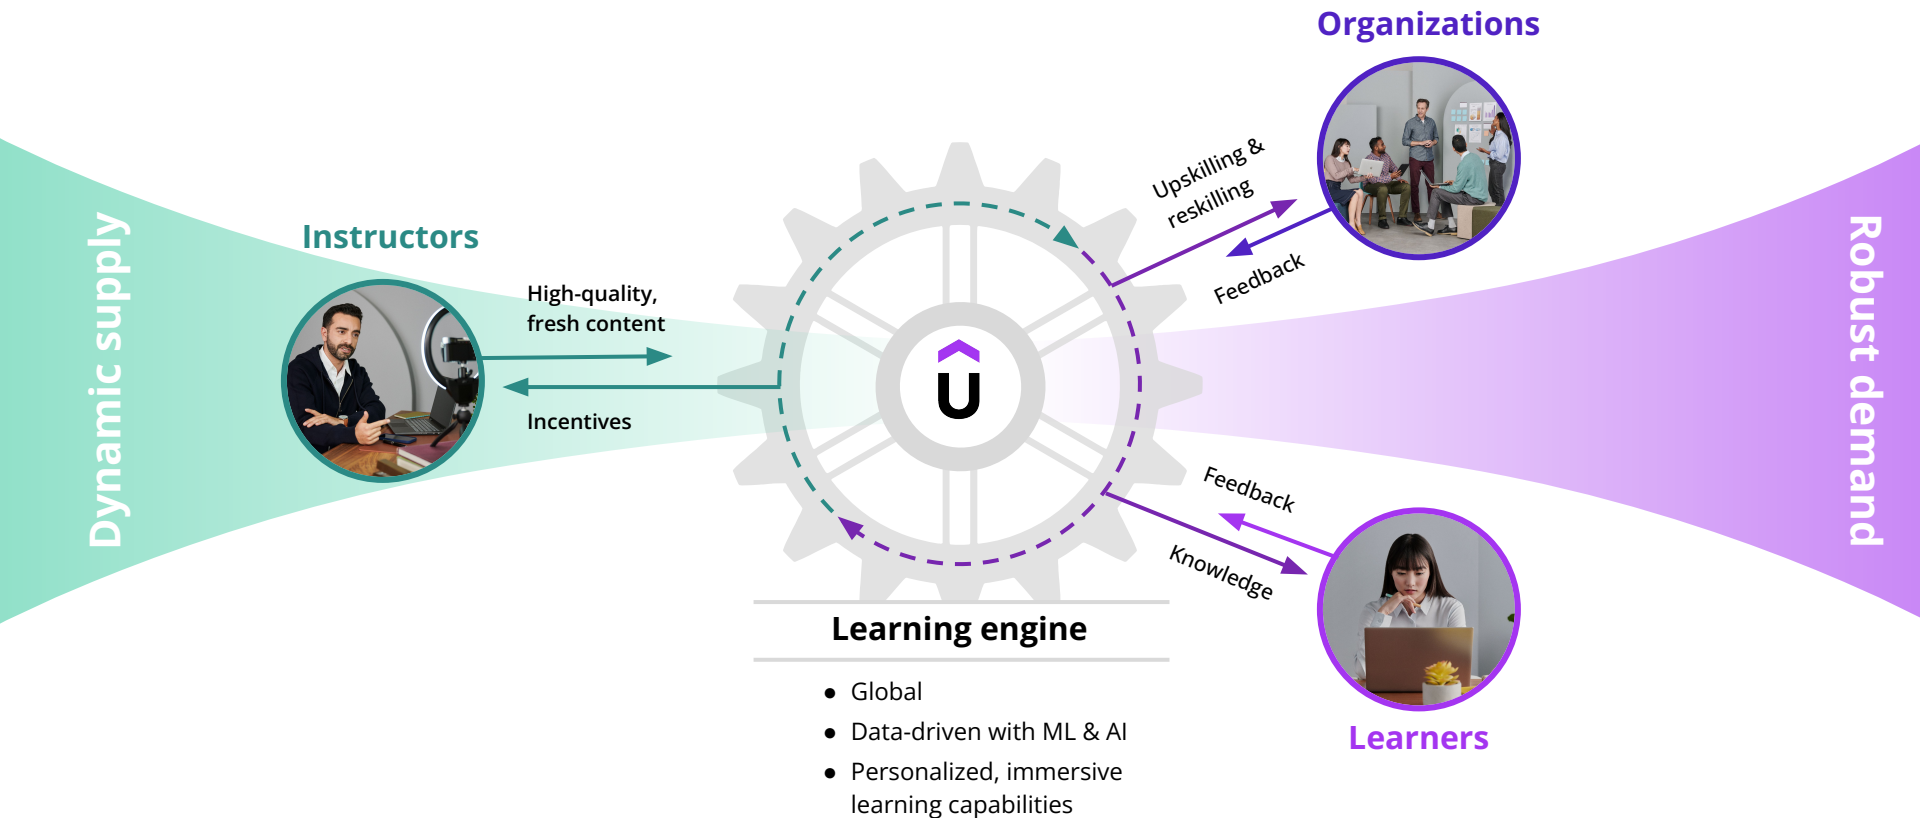 Organizations
Dynamic supply
Instructors
High-quality,
fresh content
Incentives
Upskilling &
reskilling
Feedback
Robust demand
Feedback
Knowledge
Learners
Learning engine
● Global
● Data-driven with ML & AI
● Personalized, immersive
learning capabilities